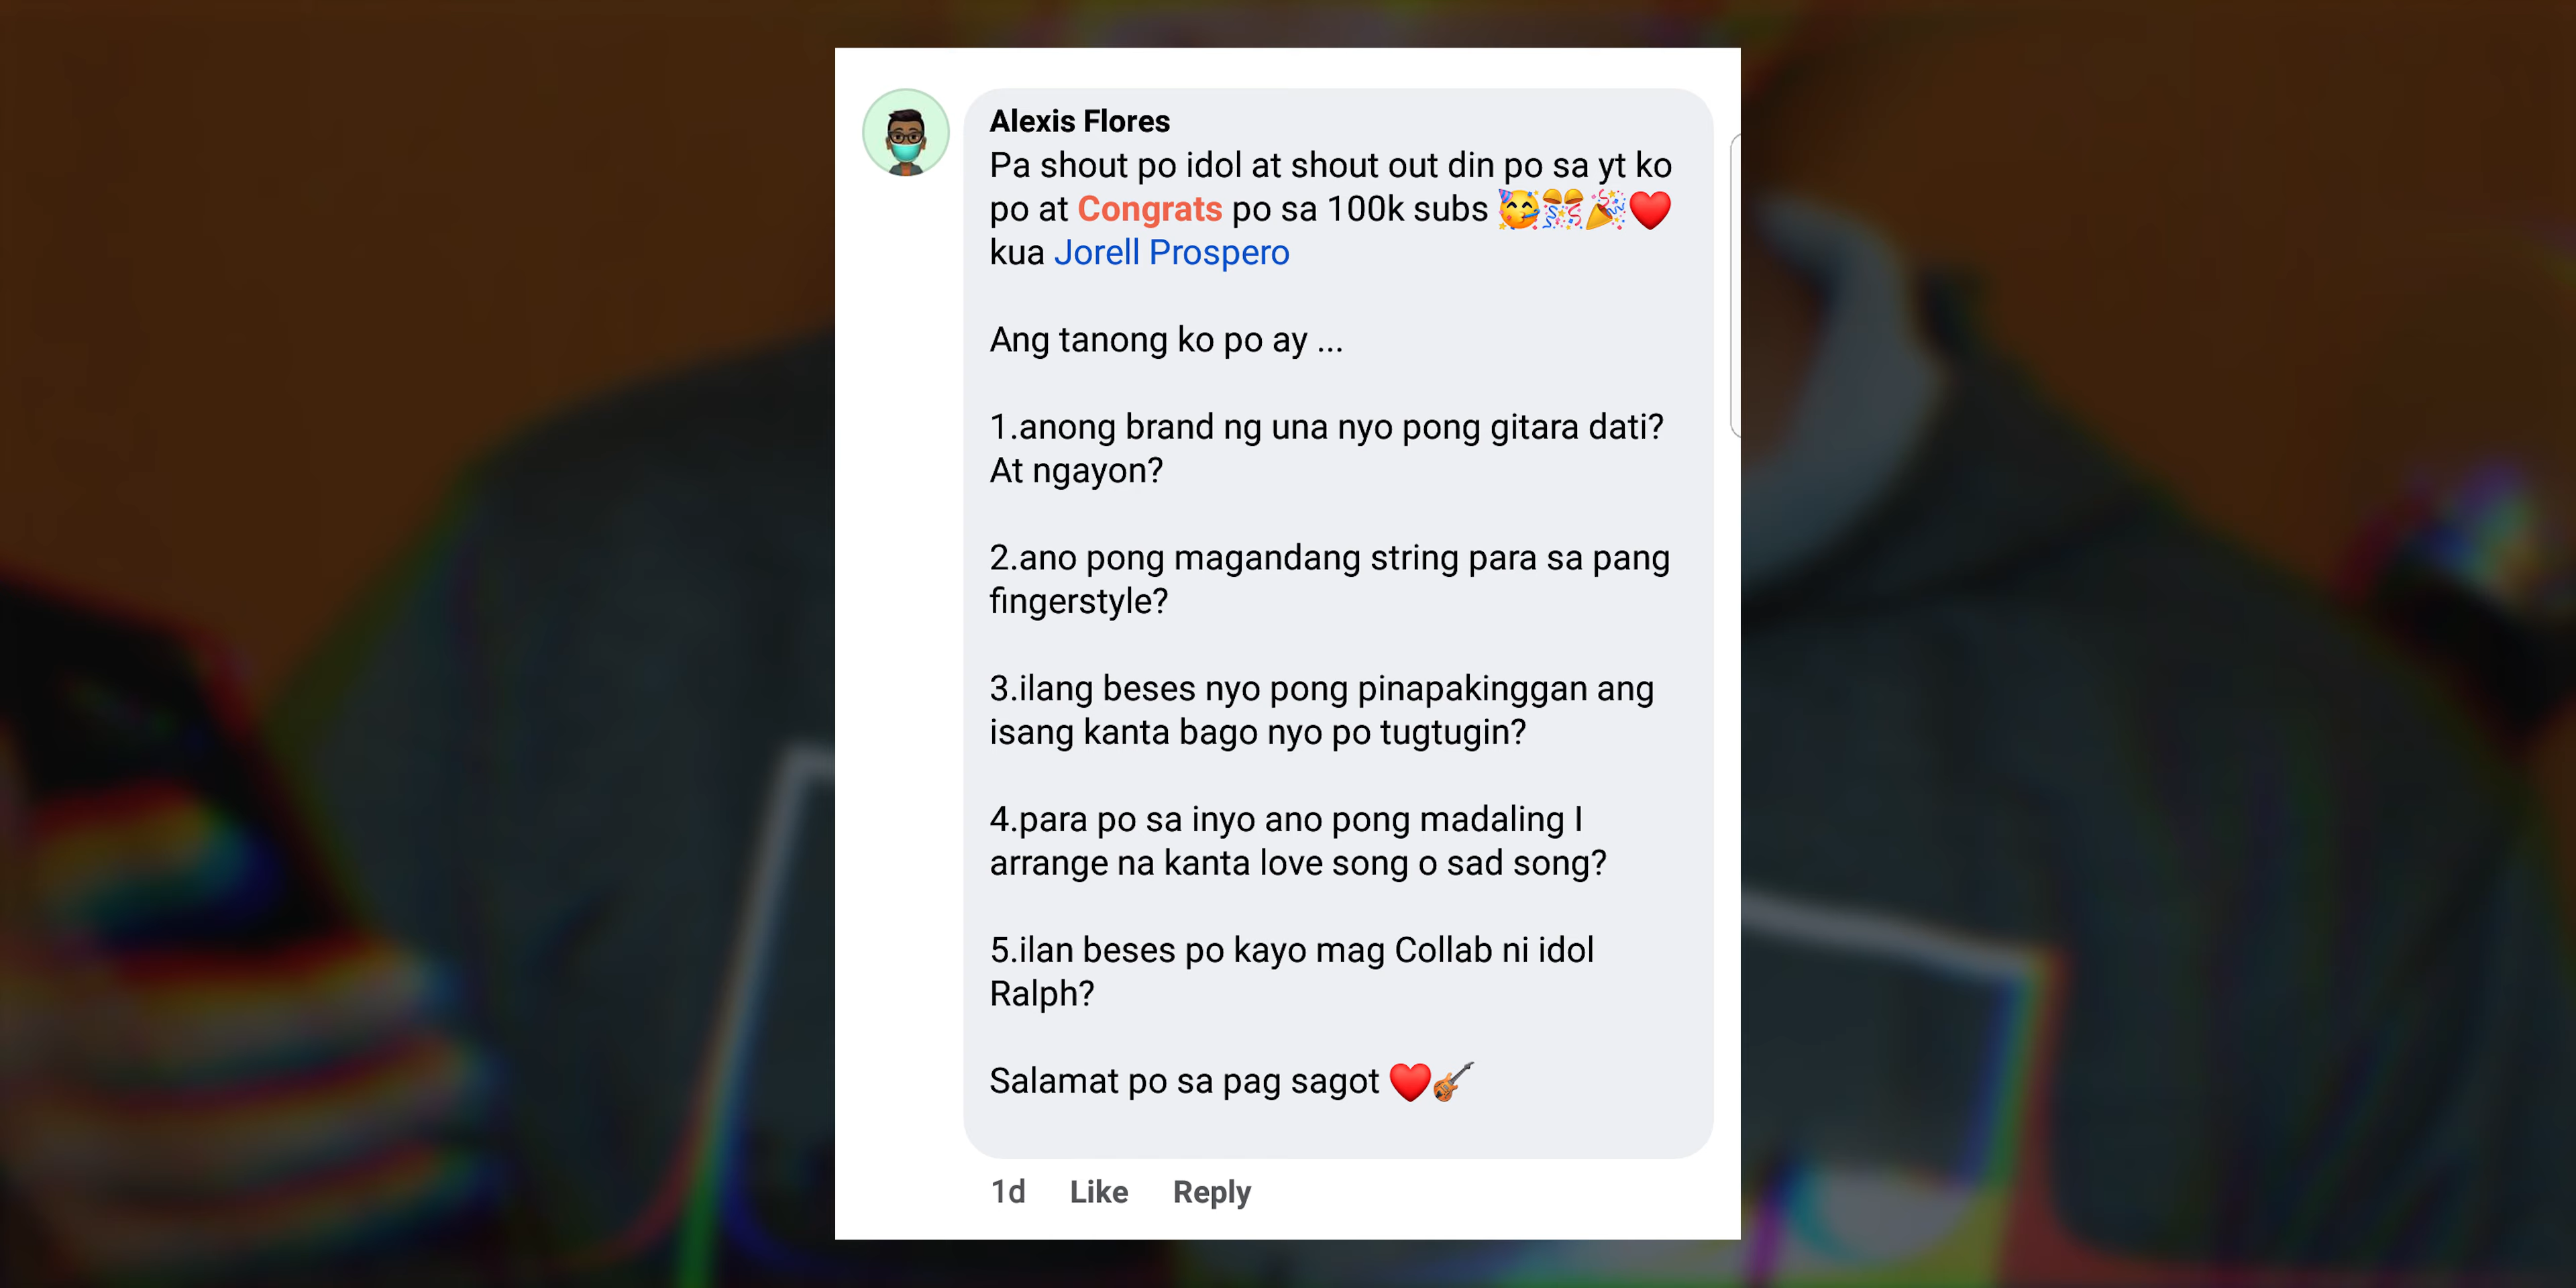 Alexis Flores
Pa shout po idol at shout out din po sa yt ko
po at Congrats po sa 100k subs 🥳🎊🎉❤️
kua Jorell Prospero
Ang tanong ko po ay ...
1.anong brand ng una nyo pong gitara dati?
At ngayon?
2.ano pong magandang string para sa pang
fingerstyle?
3.ilang beses nyo pong pinapakinggan ang
isang kanta bago nyo po tugtugin?
4.para po sa inyo ano pong madaling I
arrange na kanta love song o sad song?
5.ilan beses po kayo mag Collab ni idol
Ralph?
Salamat po sa pag sagot ❤️🎸
1d Like Reply